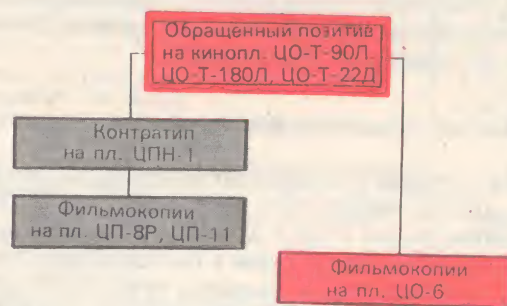 Обращенный позитив
на кинопл. ЦО-Т-90Л
ЦО-Т-180Л, ЦО-Т-22Д
Контратип
на пл. ЦПН-1
Фильмокопии
на пл. ЦП-8Р, ЦП-11
Фильмокопии
на пл. ЦО-6